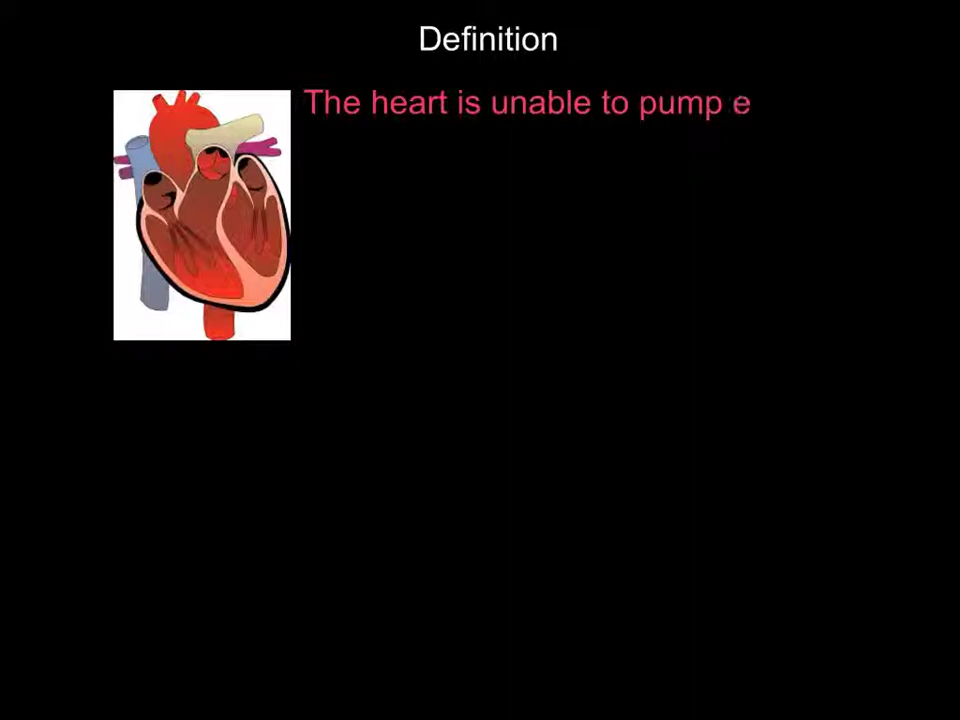 Definition
The heart is unable to pump e